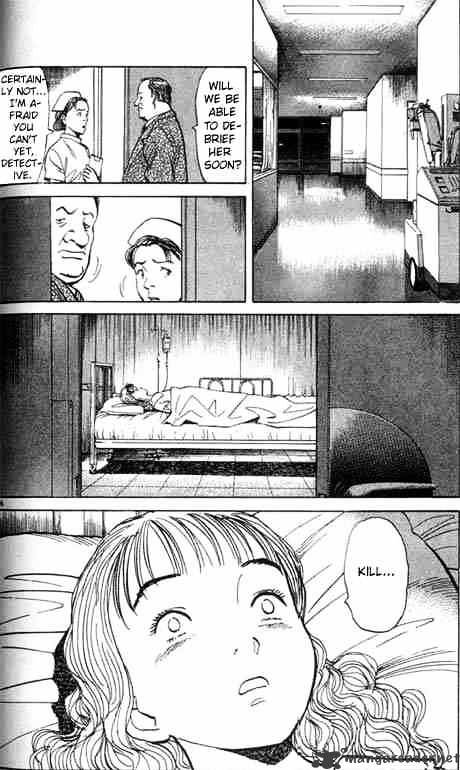 WILL
WE BE
ABLE
TO DE-
BRIEF
HER
SOON?
CERTAIN-
LY NOT...
I'M A-
FRAID
YOU
CAN'T
YET,
DETECT-
IVE.
KILL...
mangareader.net